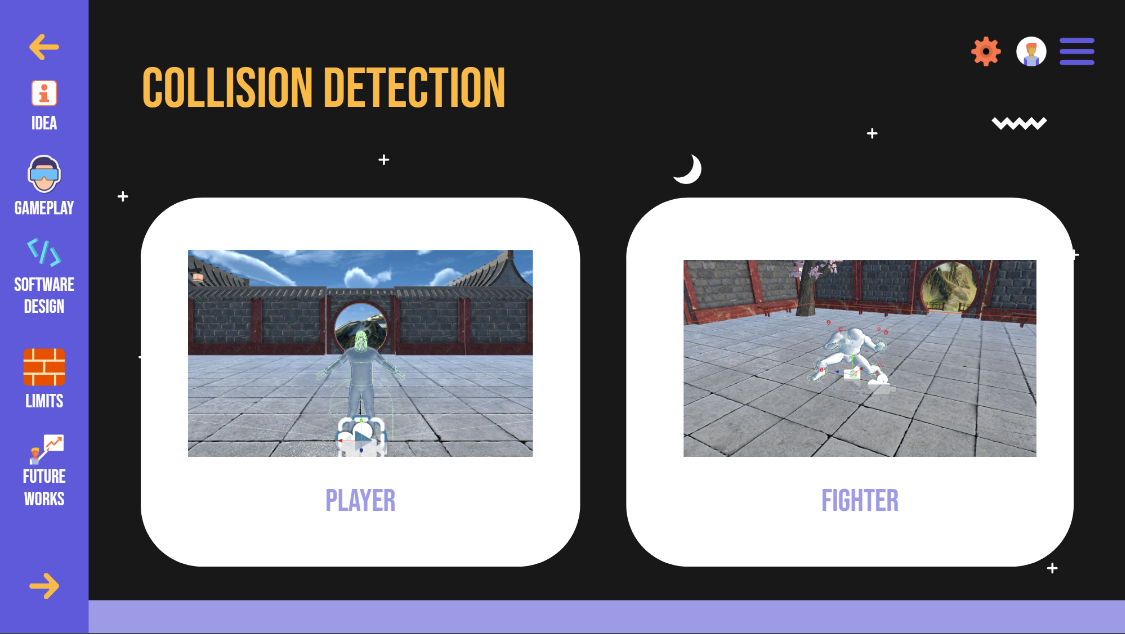 COLLISION DETECTION
IDEA
GAMEPLAY
SOFTWARE
DESIGN
LIMITS
FUTURE
WORKS
PLAYER
FIGHTER